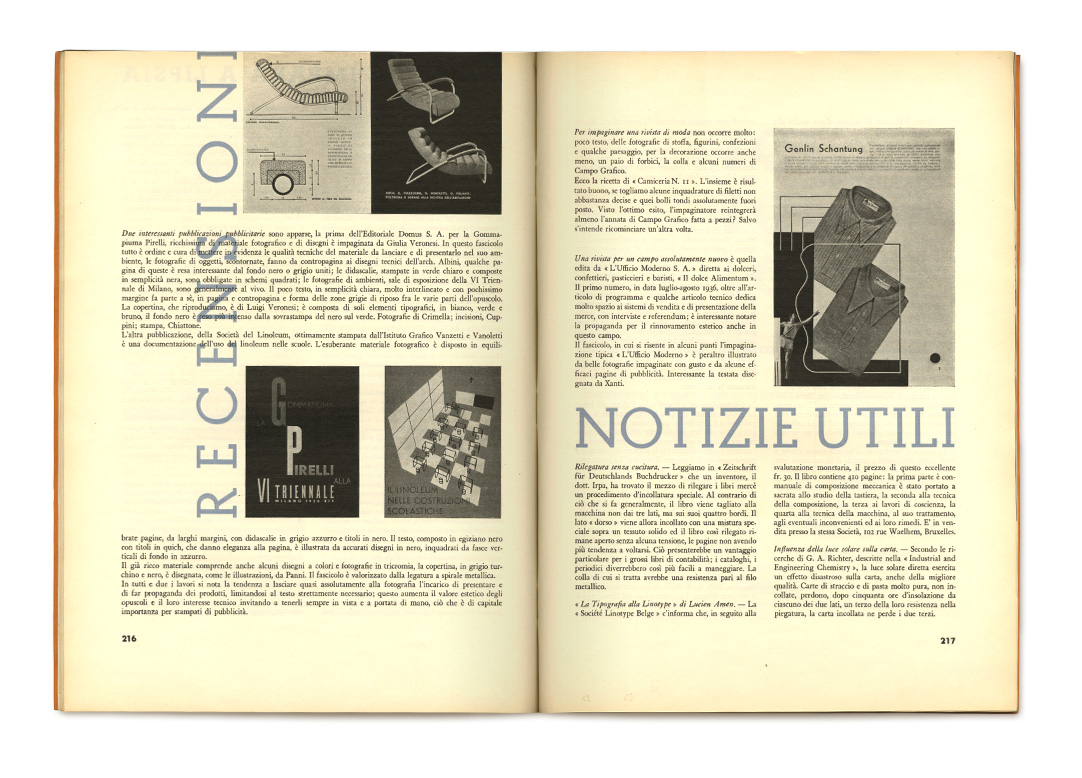 RECENSIONI
Due interessanti pubblicazioni pubblicitarie sono apparse, la prima dell'Editoriale Domus S. A. per la Gomma-
piuma Pirelli, ricchissima di materiale fotografico e di disegni è impaginata da Giulia Veronesi. In questo fascicolo
tutto è ordine e cura di mettere in evidenza le qualità tecniche del materiale da lanciare e di presentarlo nel suo am-
biente, le fotografie di oggetti, scontornate, fanno da contropagina ai disegni tecnici dell'arch. Albini, qualche pa-
gina di queste è resa interessante dal fondo nero o grigio uniti; le didascalie, stampate in verde chiaro e composte
in semplicità nera, sono obbligate in schemi quadrati; le fotografie di ambienti, sale di esposizione della VI Trien-
nale di Milano, sono generalmente al vivo. Il poco testo, in semplicità chiara, molto interlineato e con pochissimo
margine fa parte a sè, in pagina e contropagina e forma delle zone grigie di riposo fra le varie parti dell'opuscolo.
La copertina, che riproduciamo, è di Luigi Veronesi; è composta di soli elementi tipografici, in bianco, verde e
bruno, il fondo nero è reso intenso dalla sovrastampa del nero sul verde. Fotografie di Crimella; incisioni, Cup-
pini; stampa, Chiattone.
L'altra pubblicazione, della Società del Linoleum, ottimamente stampata dall'Istituto Grafico Vanzetti e Vanoletti
è una documentazione dell'uso del linoleum nelle scuole. L'esuberante materiale fotografico è disposto in equili-
LA
GOMMAPIUMA
PIRELLI
ALLA
VI TRIENNALE
IL LINOLEUM
NELLE COSTRUZIONI
SCOLASTICHE
brate pagine, da larghi margini, con didascalie in grigio azzurro e titoli in nero. Il testo, composto in egiziano nero
con titoli in quich, che danno eleganza alla pagina, è illustrata da accurati disegni in nero, inquadrati da fasce ver-
ticali di fondo in azzurro.
Il già ricco materiale comprende anche alcuni disegni a colori e fotografie in tricromia, la copertina, in grigio tur-
chino e nero, è disegnata, come le illustrazioni, da Panni. Il fascicolo è valorizzato dalla legatura a spirale metallica.
In tutti e due i lavori si nota la tendenza a lasciare quasi assolutamente alla fotografia l'incarico di presentare e
di far propaganda dei prodotti, limitandosi al testo strettamente necessario; questo aumenta il valore estetico degli
opuscoli e il loro interesse tecnico invitando a tenerli sempre in vista e a portata di mano, ciò che è di capitale
importanza per stampati di pubblicità.
216
Per impaginare una rivista di moda non occorre molto:
poco testo, delle fotografie di stoffa, figurini, confezioni
e qualche paesaggio, per la decorazione occorre anche
meno, un paio di forbici, la colla e alcuni numeri di
Campo Grafico.
Ecco la ricetta di « Camiceria N. 11 ». L'insieme è risul-
tato buono, se togliamo alcune inquadrature di filetti non
abbastanza decise e quei bolli tondi assolutamente fuori
posto. Visto l'ottimo esito, l'impaginatore reintegrerà
almeno l'annata di Campo Grafico fatta a pezzi? Salvo
s'intende ricominciare un'altra volta.
Una rivista per un campo assolutamente nuovo è quella
edita da « L'Ufficio Moderno S. A. » diretta ai dolceri,
confettieri, pasticcieri e baristi, « Il dolce Alimentum ».
Il primo numero, in data luglio-agosto 1936, oltre all'ar-
ticolo di programma e qualche articolo tecnico dedica
molto spazio ai sistemi di vendita e di presentazione della
merce, con interviste e referendum; è interessante notare
la propaganda per il rinnovamento estetico anche in
questo campo.
Il fascicolo, in cui si risente in alcuni punti l'impagina-
zione tipica « L'Ufficio Moderno » è peraltro illustrato
da belle fotografie impaginate con gusto e da alcune ef-
ficaci pagine di pubblicità. Interessante la testata dise-
gnata da Xanti.
Genlin Schantung
NOTIZIE UTILI
Rilegatura senza cucitura. — Leggiamo in « Zeitschrift
für Deutschlands Buchdrucker » che un inventore, il
dott. Irpa, ha trovato il mezzo di rilegare i libri mercè
un procedimento d'incollatura speciale. Al contrario di
ciò che si fa generalmente, il libro viene tagliato alla
macchina non dai tre lati, ma sui suoi quattro bordi. Il
lato « dorso » viene allora incollato con una mistura spe-
ciale sopra un tessuto solido ed il libro così rilegato ri-
mane aperto senza alcuna tensione, le pagine non avendo
più tendenza a voltarsi. Ciò presenterebbe un vantaggio
particolare per i grossi libri di contabilità; i cataloghi, i
periodici diverrebbero così più facili a maneggiare. La
colla di cui si tratta avrebbe una resistenza pari al filo
metallico.
« La Tipografia alla Linotype » di Lucien Amen. — La
« Société Linotype Belge » c'informa che, in seguito alla
svalutazione monetaria, il prezzo di questo eccellente
fr. 30. Il libro contiene 410 pagine: la prima parte è con-
manuale di composizione meccanica è stato portato a
sacrata allo studio della tastiera, la seconda alla tecnica
della composizione, la terza ai lavori di coscienza, la
quarta alla tecnica della macchina, al suo trattamento,
agli eventuali inconvenienti ed ai loro rimedi. E' in ven-
dita presso la stessa Società, 102 rue Waelhem, Bruxelles.
Influenza della luce solare sulla carta. — Secondo le ri-
cerche di G. A. Richter, descritte nella « Industrial and
Engineering Chemistry », la luce solare diretta esercita
un effetto disastroso sulla carta, anche della migliore
qualità. Carte di straccio e di pasta molto pura, non in-
collate, perdono, dopo cinquanta ore d'insolazione da
ciascuno dei due lati, un terzo della loro resistenza nella
piegatura, la carta incollata ne perde i due terzi.
217